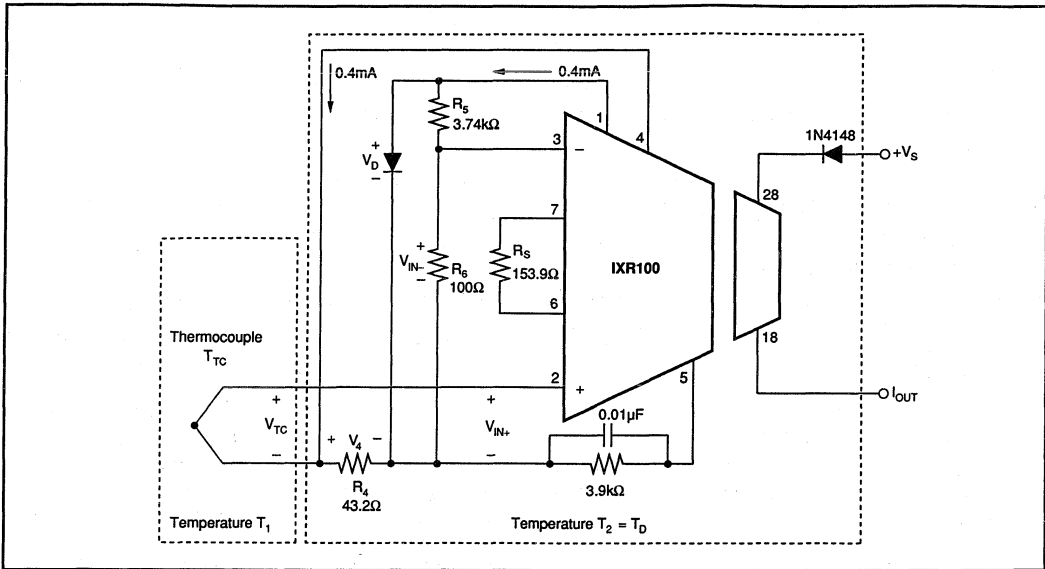 0.4mA
0.4mA
R5
3.74kΩ
1
4
1N4148
+VS
3
−
+
VD
−
28
7
+
VIN−
−
R6
100Ω
RS
153.9Ω
IXR100
6
18
Thermocouple
TTC
2
+
5
IOUT
+
VTC
−
+
VIN+
−
0.01µF
+ V4 −
R4
43.2Ω
3.9kΩ
Temperature T1
Temperature T2 = TD